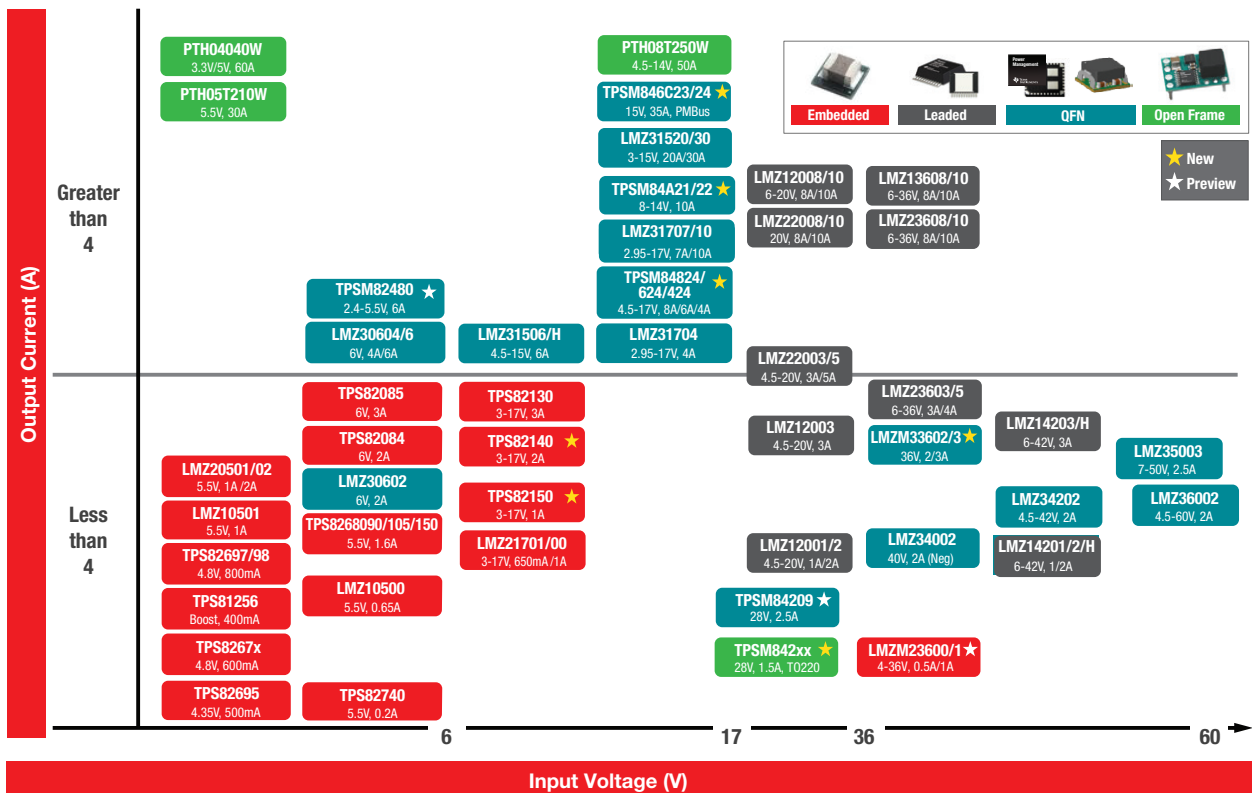 Output Current (A)
Greater
than
4
Less
than
4
PTH04040W
3.3V/5V, 60A
PTH05T210W
5.5V, 30A
PTH08T250W
4.5-14V, 50A
TPSM846C23/24
15V, 35A, PMBus
LMZ31520/30
3-15V, 20A/30A
TPSM84A21/22
8-14V, 10A
LMZ31707/10
2.95-17V, 7A/10A
TPSM84824/
624/424
4.5-17V, 8A/6A/4A
LMZ31704
2.95-17V, 4A
Power
Management
Embedded
Leaded
QFN
Open Frame
New
Preview
LMZ12008/10
6-20V, 8A/10A
LMZ22008/10
20V, 8A/10A
LMZ13608/10
6-36V, 8A/10A
LMZ23608/10
6-36V, 8A/10A
TPSM82480
2.4-5.5V, 6A
LMZ30604/6
6V, 4A/6A
LMZ31506/H
4.5-15V, 6A
LMZ22003/5
4.5-20V, 3A/5A
TPS82085
6V, 3A
TPS82084
6V, 2A
LMZ30602
6V, 2A
TPS8268090/105/150
5.5V, 1.6A
LMZ10500
5.5V, 0.65A
TPS82740
5.5V, 0.2A
TPS82130
3-17V, 3A
TPS82140
3-17V, 2A
TPS82150
3-17V, 1A
LMZ21701/00
3-17V, 650mA/1A
LMZ20501/02
5.5V, 1A/2A
LMZ10501
5.5V, 1A
TPS82697/98
4.8V, 800mA
TPS81256
Boost, 400mA
TPS8267x
4.8V, 600mA
TPS82695
4.35V, 500mA
LMZ12003
4.5-20V, 3A
LMZ12001/2
4.5-20V, 1A/2A
TPSM84209
28V, 2.5A
TPSM842xx
28V, 1.5A, TO220
LMZ23603/5
6-36V, 3A/4A
LMZM33602/3
36V, 2/3A
LMZ34002
40V, 2A (Neg)
LMZM23600/1
4-36V, 0.5A/1A
LMZ14203/H
6-42V, 3A
LMZ34202
4.5-42V, 2A
LMZ14201/2/H
6-42V, 1/2A
LMZ35003
7-50V, 2.5A
LMZ36002
4.5-60V, 2A
6
17
36
60
Input Voltage (V)